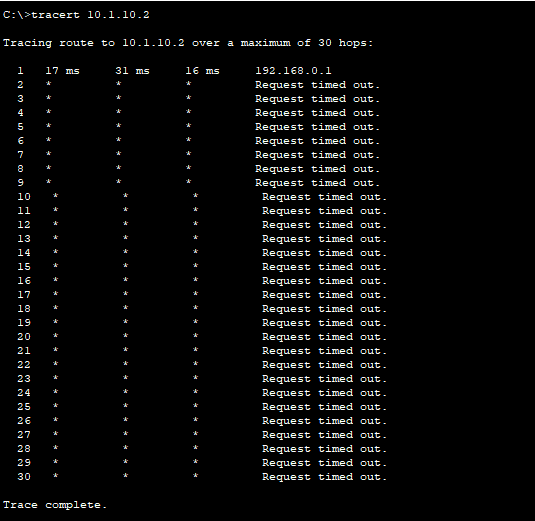 C:\>tracert 10.1.10.2
Tracing route to 10.1.10.2 over a maximum of 30 hops:
1 17 ms 31 ms 16 ms 192.168.0.1
2 * * * Request timed out.
3 * * * Request timed out.
4 * * * Request timed out.
5 * * * Request timed out.
6 * * * Request timed out.
7 * * * Request timed out.
8 * * * Request timed out.
9 * * * Request timed out.
10 * * * Request timed out.
11 * * * Request timed out.
12 * * * Request timed out.
13 * * * Request timed out.
14 * * * Request timed out.
15 * * * Request timed out.
16 * * * Request timed out.
17 * * * Request timed out.
18 * * * Request timed out.
19 * * * Request timed out.
20 * * * Request timed out.
21 * * * Request timed out.
22 * * * Request timed out.
23 * * * Request timed out.
24 * * * Request timed out.
25 * * * Request timed out.
26 * * * Request timed out.
27 * * * Request timed out.
28 * * * Request timed out.
29 * * * Request timed out.
30 * * * Request timed out.
Trace complete.